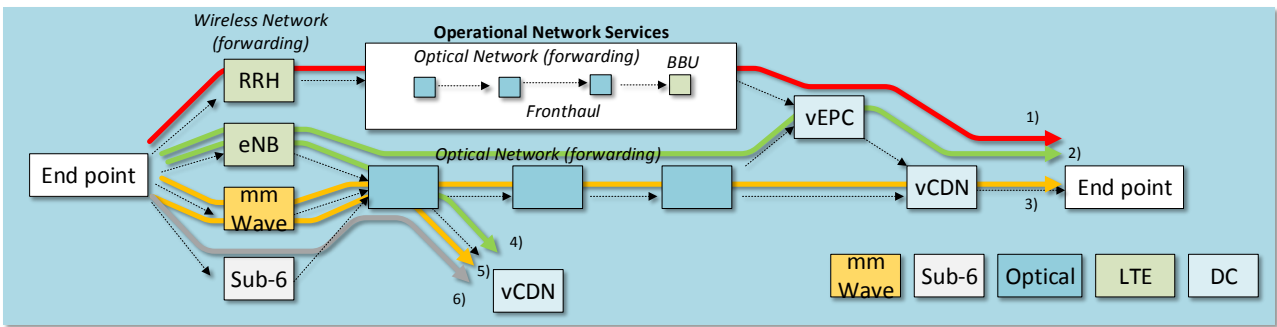 Wireless Network
(forwarding)
Operational Network Services
Optical Network (forwarding)
BBU
Fronthaul
RRH
vEPC
1)
eNB
2)
Optical Network (forwarding)
End point
mm
Wave
vCDN
3)
End point
4)
Sub-6
5)
6)
vCDN
mm
Wave
Sub-6
Optical
LTE
DC